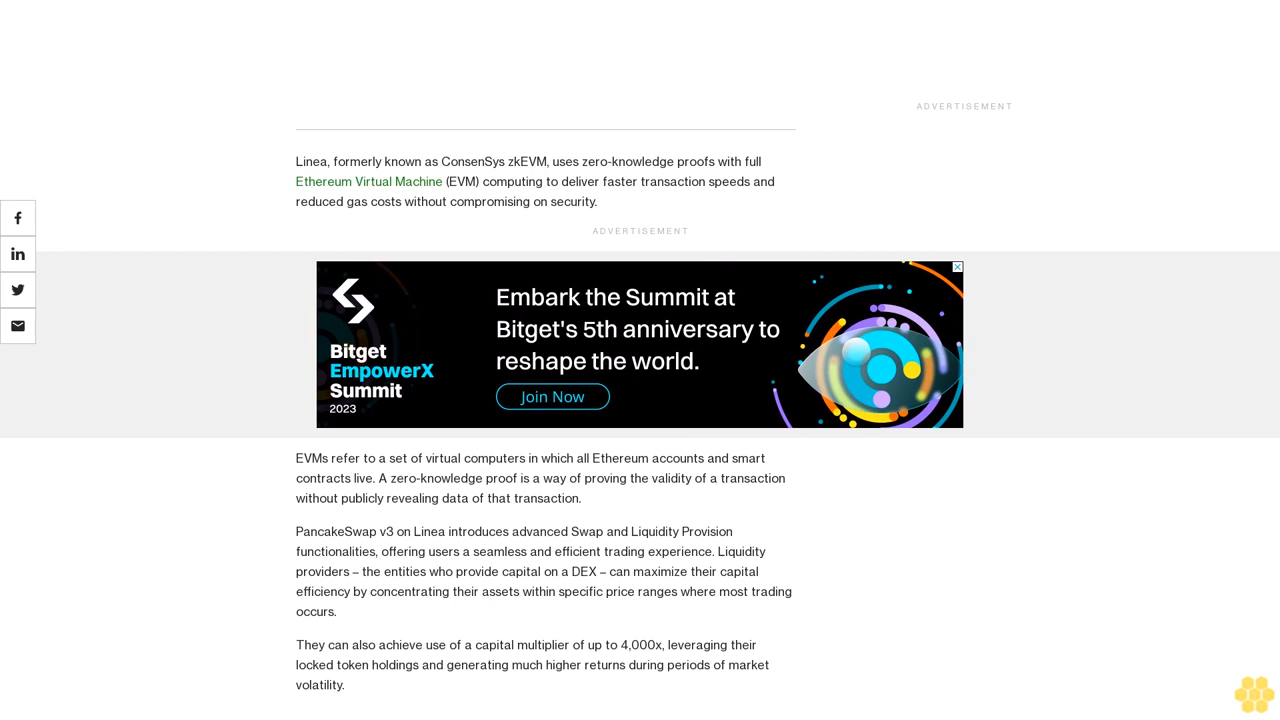 ADVERTISEMENT
Linea, formerly known as ConsenSys zkEVM, uses zero-knowledge proofs with full
Ethereum Virtual Machine (EVM) computing to deliver faster transaction speeds and
reduced gas costs without compromising on security.
ADVERTISEMENT
Bitget
EmpowerX
Summit
2023
Embark the Summit at
Bitget's 5th anniversary to
reshape the world.
Join Now
EVMs refer to a set of virtual computers in which all Ethereum accounts and smart
contracts live. A zero-knowledge proof is a way of proving the validity of a transaction
without publicly revealing data of that transaction.
PancakeSwap v3 on Linea introduces advanced Swap and Liquidity Provision
functionalities, offering users a seamless and efficient trading experience. Liquidity
providers – the entities who provide capital on a DEX – can maximize their capital
efficiency by concentrating their assets within specific price ranges where most trading
occurs.
They can also achieve use of a capital multiplier of up to 4,000x, leveraging their
locked token holdings and generating much higher returns during periods of market
volatility.